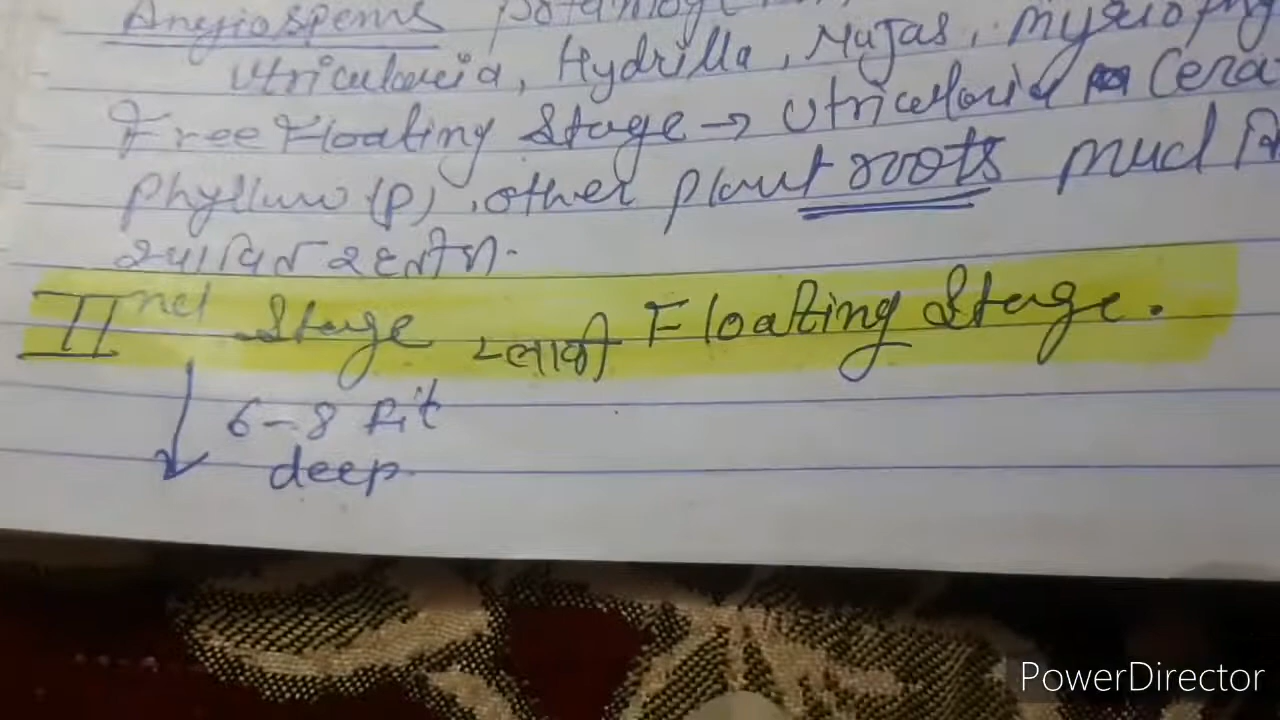 Angiosperms
Utricularia, Hydrilla, Najas,
Free Floating Stage → Utricularia Cera-
phyllum (p), other plant roots mud में
स्थापित रहती है.
IInd Stage प्लावी Floating Stage.
6-8 fit
deep
PowerDirector